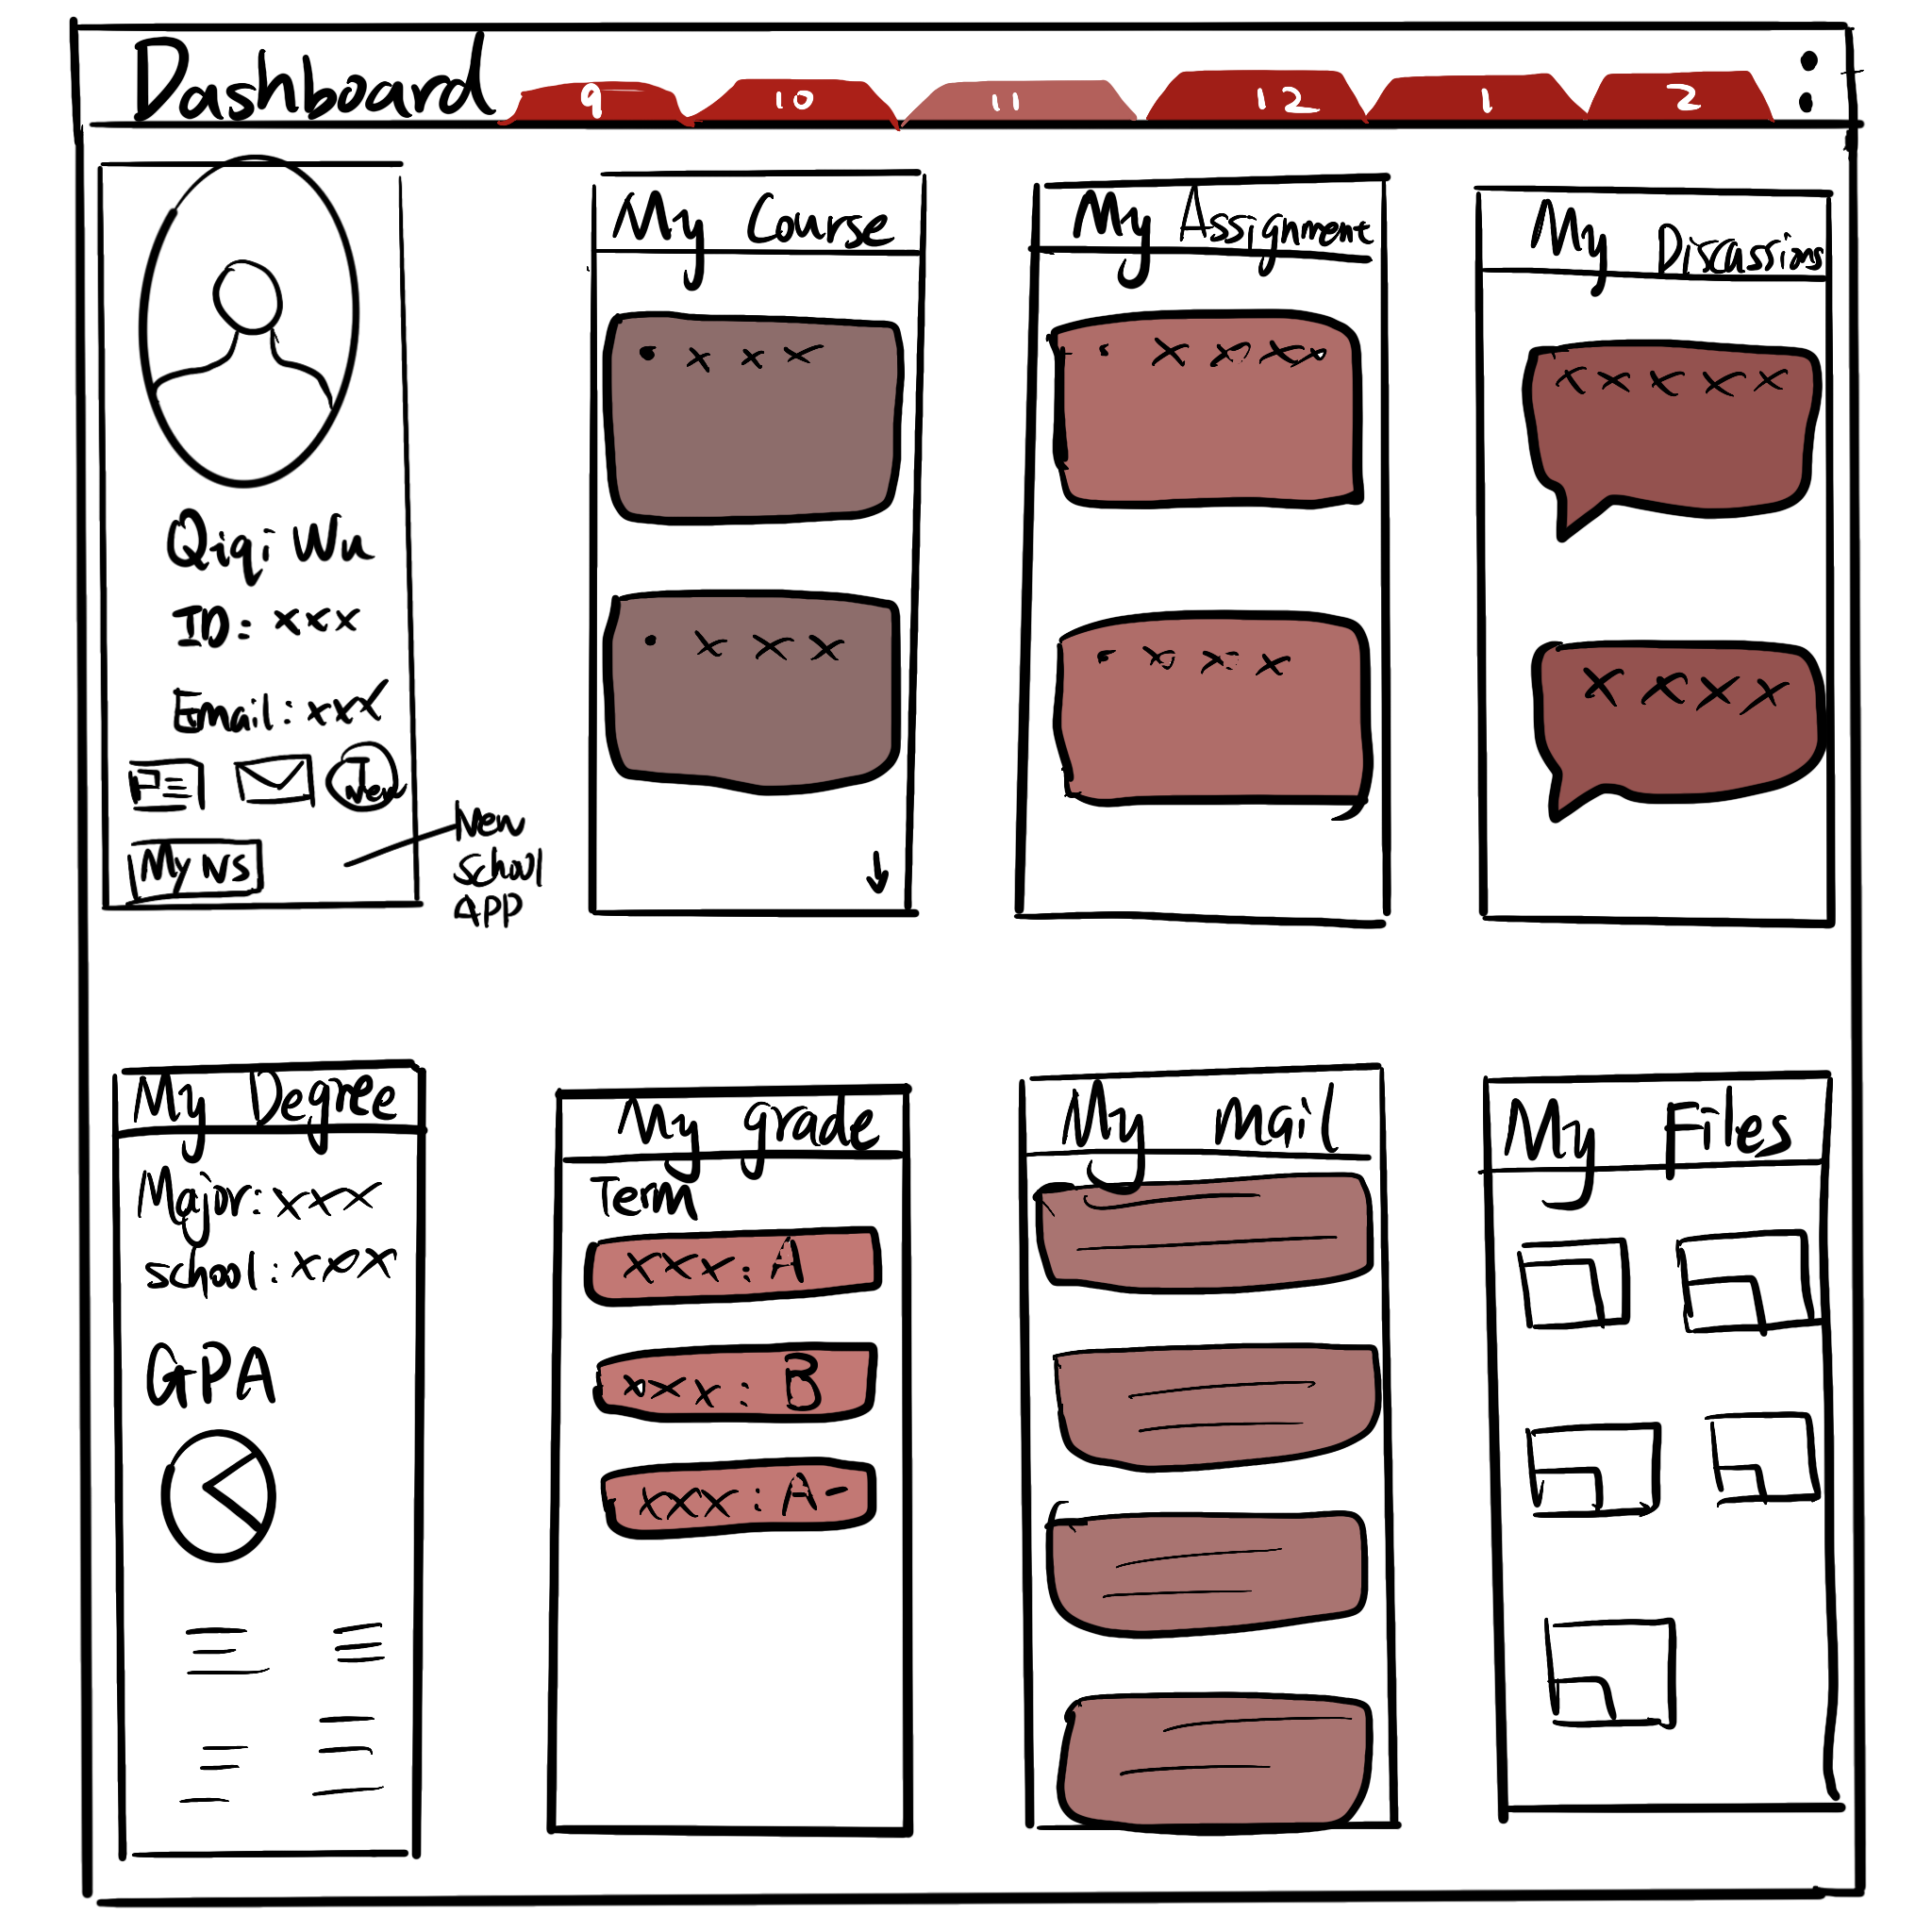 Dashboard 9 10 11 12 1 2
Qiqi Wu
ID: xxx
Email: xxx
New
My NS
New
School
APP
My Course
• x x x
• x x x
My Assignment
• x x x x
• x x x x
My Discassions
x x x x x
x x x x
My Degree
Major: xxx
school: xxx
GPA
My grade
Term
xxx: A
xxx: B
xxx: A-
My mail
My Files